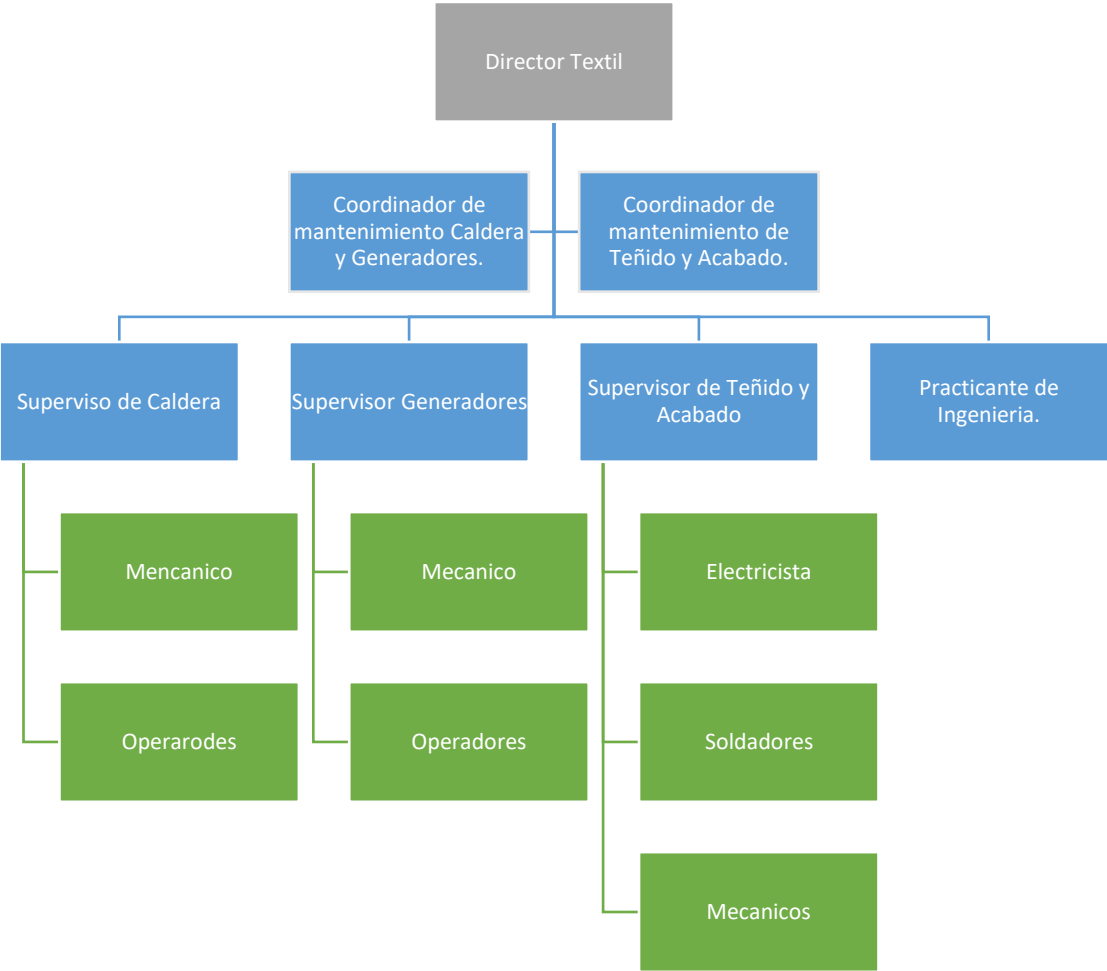 Director Textil
Coordinador de
mantenimiento Caldera
y Generadores.
Coordinador de
mantenimiento de
Teñido y Acabado.
Superviso de Caldera
Supervisor Generadores
Supervisor de Teñido y
Acabado
Practicante de
Ingenieria.
Mencanico
Mecanico
Electricista
Operarodes
Operadores
Soldadores
Mecanicos